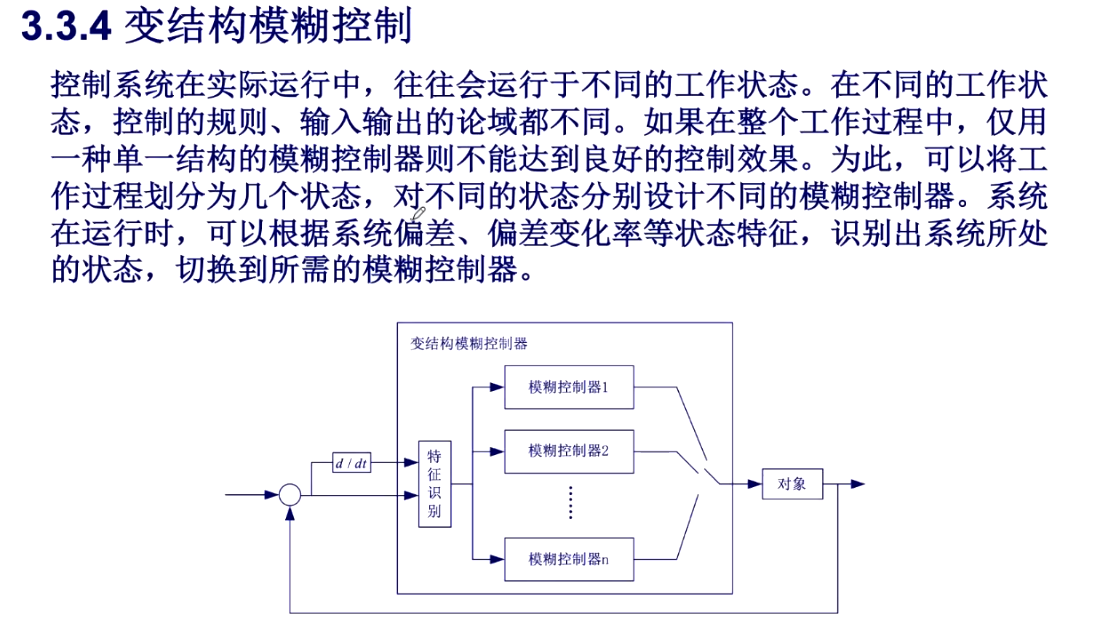 3.3.4 变结构模糊控制
控制系统在实际运行中，往往会运行于不同的工作状态。在不同的工作状
态，控制的规则、输入输出的论域都不同。如果在整个工作过程中，仅用
一种单一结构的模糊控制器则不能达到良好的控制效果。为此，可以将工
作过程划分为几个状态，对不同的状态分别设计不同的模糊控制器。系统
在运行时，可以根据系统偏差、偏差变化率等状态特征，识别出系统所处
的状态，切换到所需的模糊控制器。
变结构模糊控制器
模糊控制器1
模糊控制器2
d / dt
特
征
识
别
对象
模糊控制器n